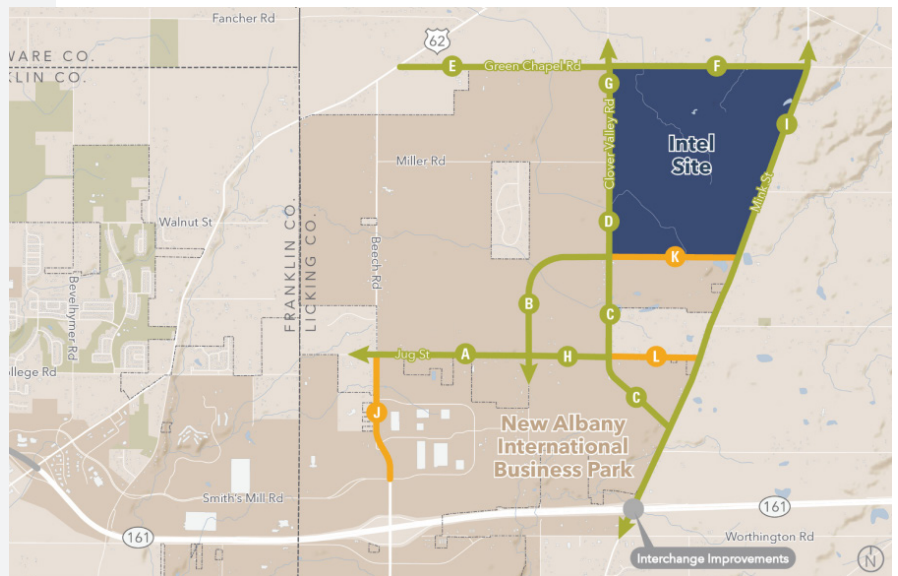 Fancher Rd
62
WARE CO.
KLIN CO.
E
Green Chapel Rd
F
G
Clover Valley Rd
I
Intel
Site
Miller Rd
Mink St
Walnut St
FRANKLIN CO.
LICKING CO.
Beech Rd
D
K
Bevelhymer Rd
B
C
Jug St
A
H
L
ollege Rd
C
J
New Albany
International
Business Park
Smith's Mill Rd
161
161
Worthington Rd
Interchange Improvements
N